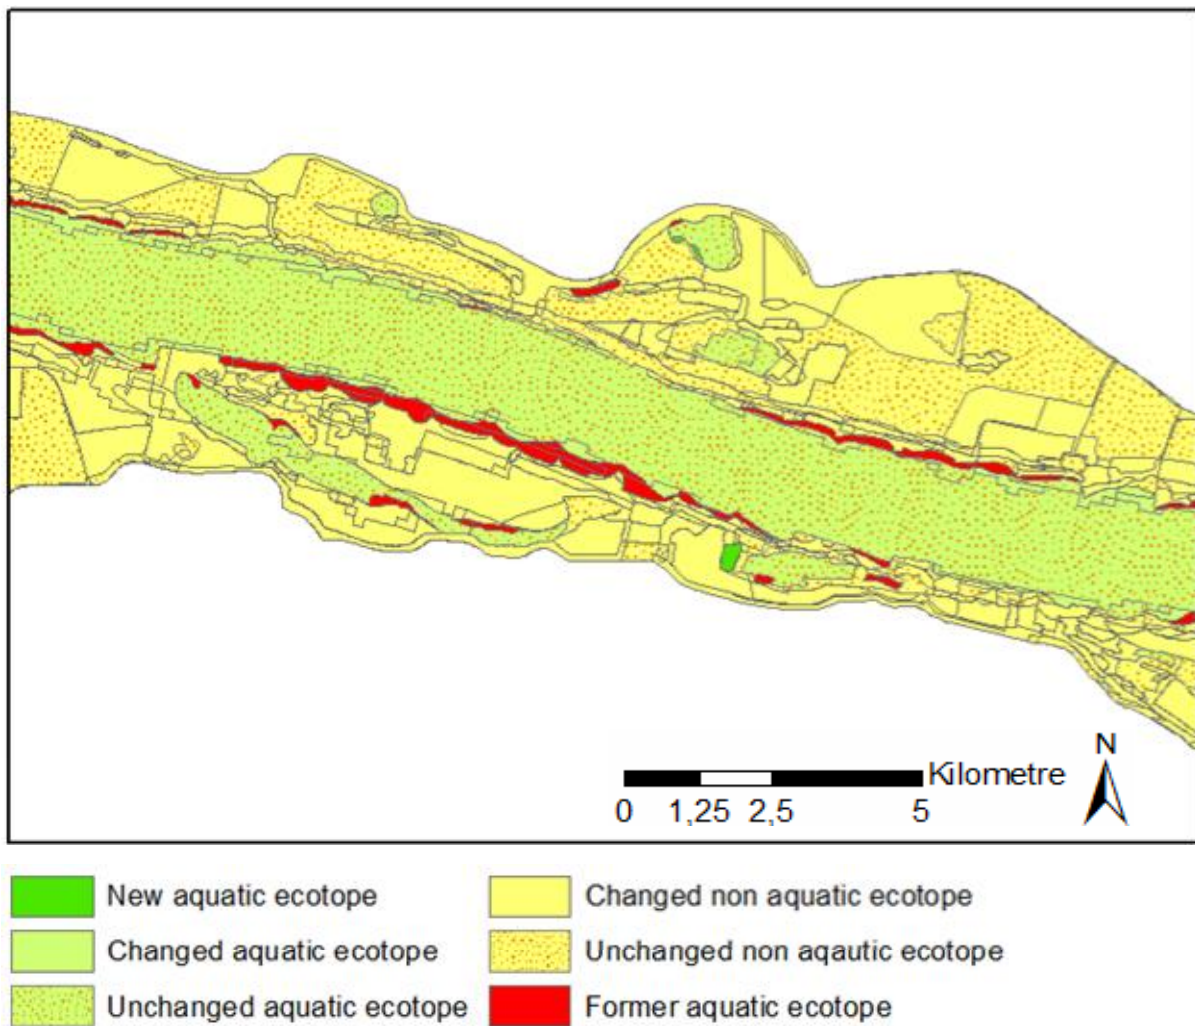 N
Kilometre
0 1,25 2,5 5
New aquatic ecotope
Changed aquatic ecotope
Unchanged aquatic ecotope
Changed non aquatic ecotope
Unchanged non aqautic ecotope
Former aquatic ecotope